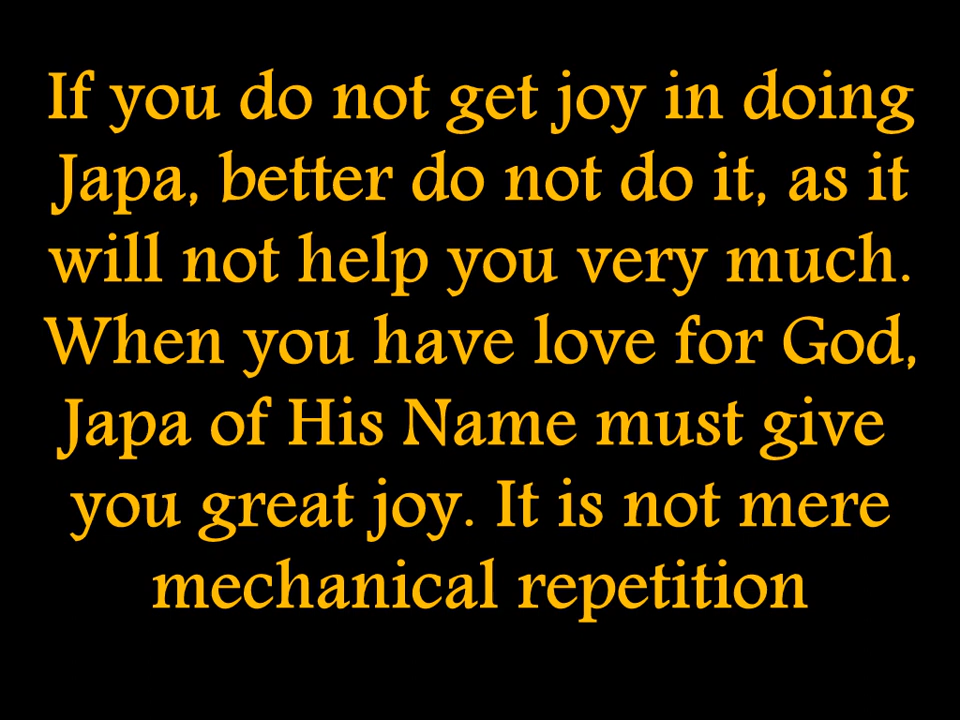 If you do not get joy in doing
Japa, better do not do it, as it
will not help you very much.
When you have love for God,
Japa of His Name must give
you great joy. It is not mere
mechanical repetition